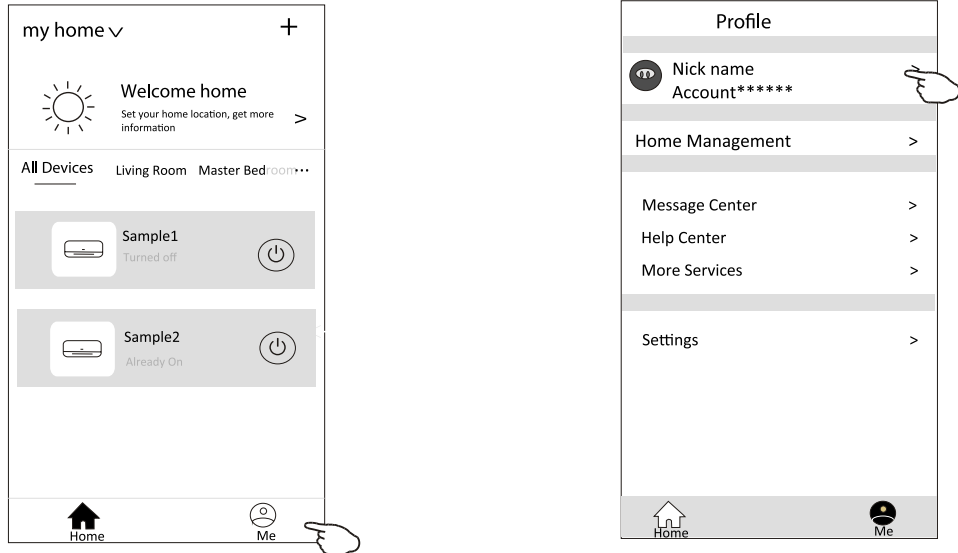 my home
+
Welcome home
Set your home location, get more
information
>
All Devices Living Room Master Bedroom...
Sample1
Turned off
Sample2
Already On
Home Me
Profile
Nick name
Account******
Home Management >
Message Center >
Help Center >
More Services >
Settings >
Home Me